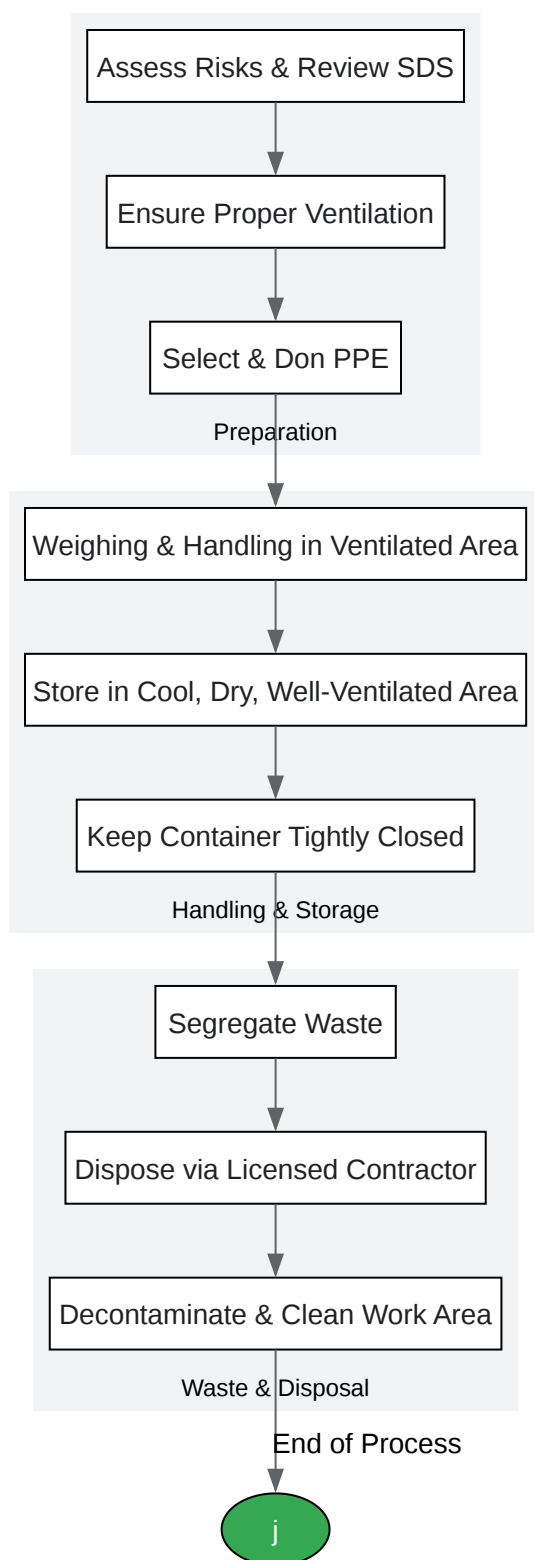 Assess Risks & Review SDS
Ensure Proper Ventilation
Select & Don PPE
Preparation
Weighing & Handling in Ventilated Area
Store in Cool, Dry, Well-Ventilated Area
Keep Container Tightly Closed
Handling & Storage
Segregate Waste
Dispose via Licensed Contractor
Decontaminate & Clean Work Area
Waste & Disposal
End of Process
j